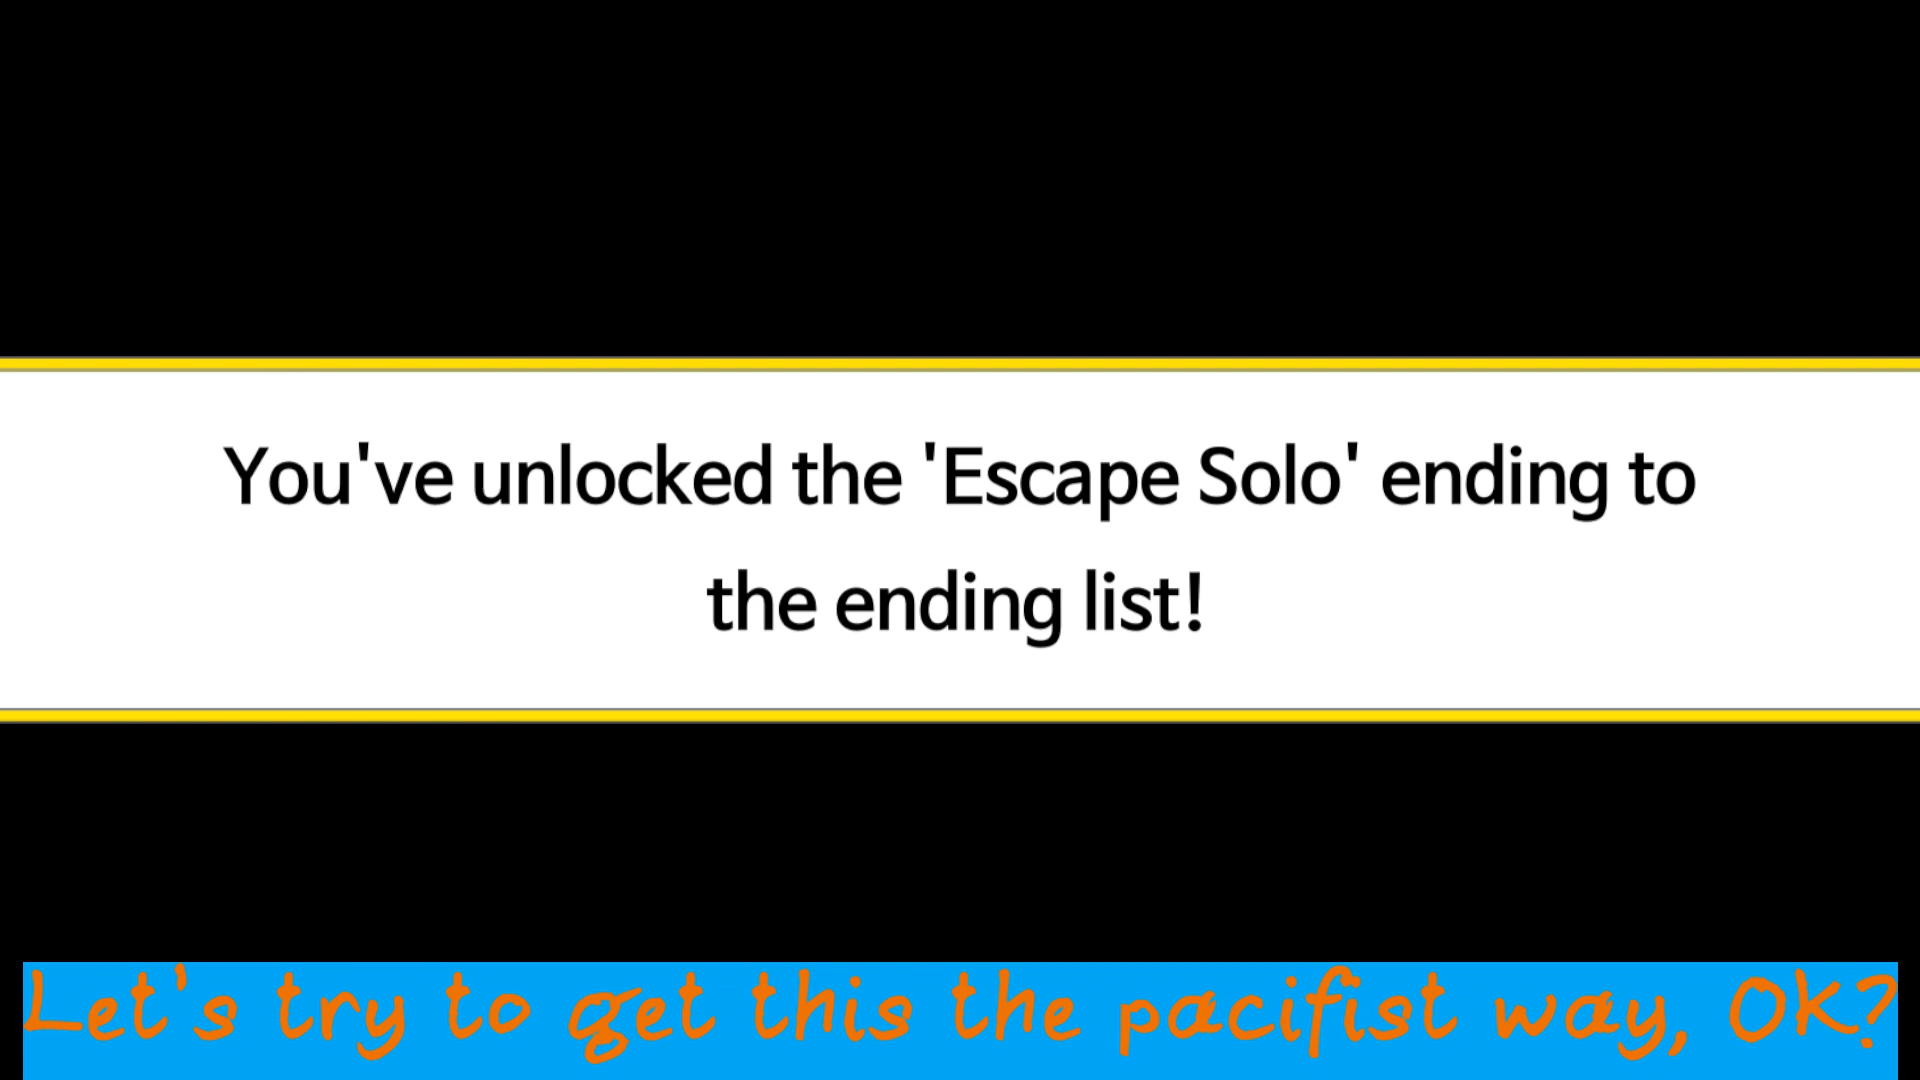 You've unlocked the 'Escape Solo' ending to
the ending list!
Let's try to get this the pacifist way, OK?